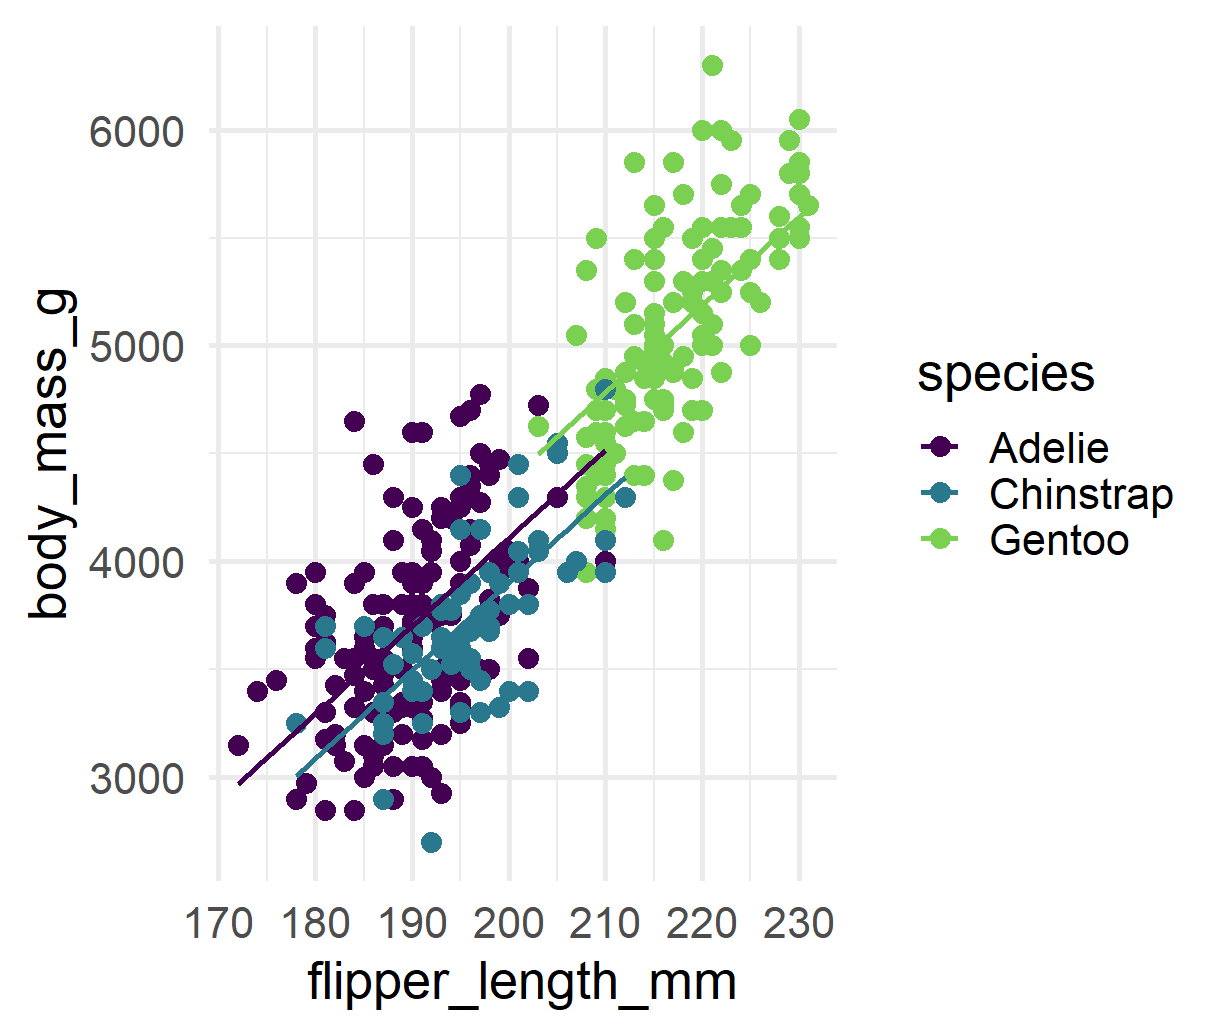 body_mass_g
6000
5000
4000
3000
170 180 190 200 210 220 230
flipper_length_mm
species
Adelie
Chinstrap
Gentoo